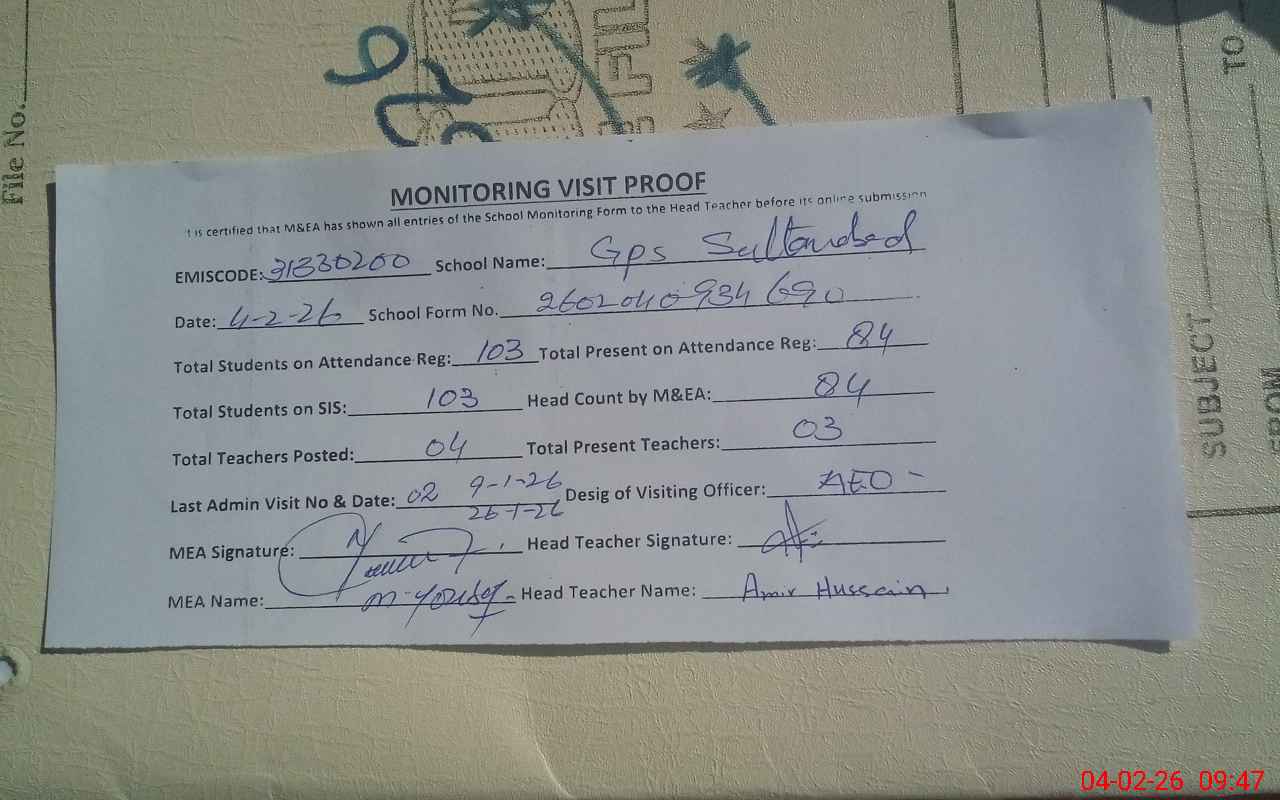 File No.
FIL
TO
SUBJECT
FROM
MONITORING VISIT PROOF
t is certified that M&EA has shown all entries of the School Monitoring Form to the Head Teacher before its online submission
EMISCODE: 31330200 School Name: Gps Sultanabad
Date: 4-2-26 School Form No. 2602040934690
Total Students on Attendance Reg: 103 Total Present on Attendance Reg: 84
Total Students on SIS: 103 Head Count by M&EA: 84
Total Teachers Posted: 04 Total Present Teachers: 03
Last Admin Visit No & Date: 02 9-1-26 Desig of Visiting Officer: AEO -
26-1-26
MEA Signature: Head Teacher Signature:
MEA Name: M. Yousaf Head Teacher Name: Amir Hussain
04-02-26 09:47